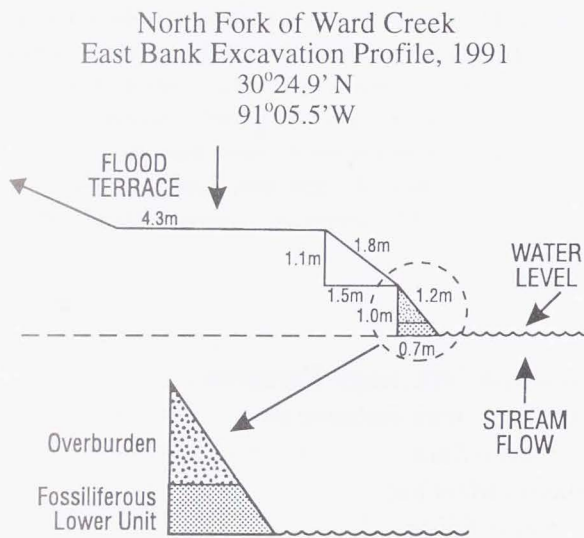 North Fork of Ward Creek
East Bank Excavation Profile, 1991
30°24.9' N
91°05.5'W
FLOOD
TERRACE
4.3m
1.8m
1.1m
1.5m
1.2m
1.0m
0.7m
WATER
LEVEL
STREAM
FLOW
Overburden
Fossiliferous
Lower Unit